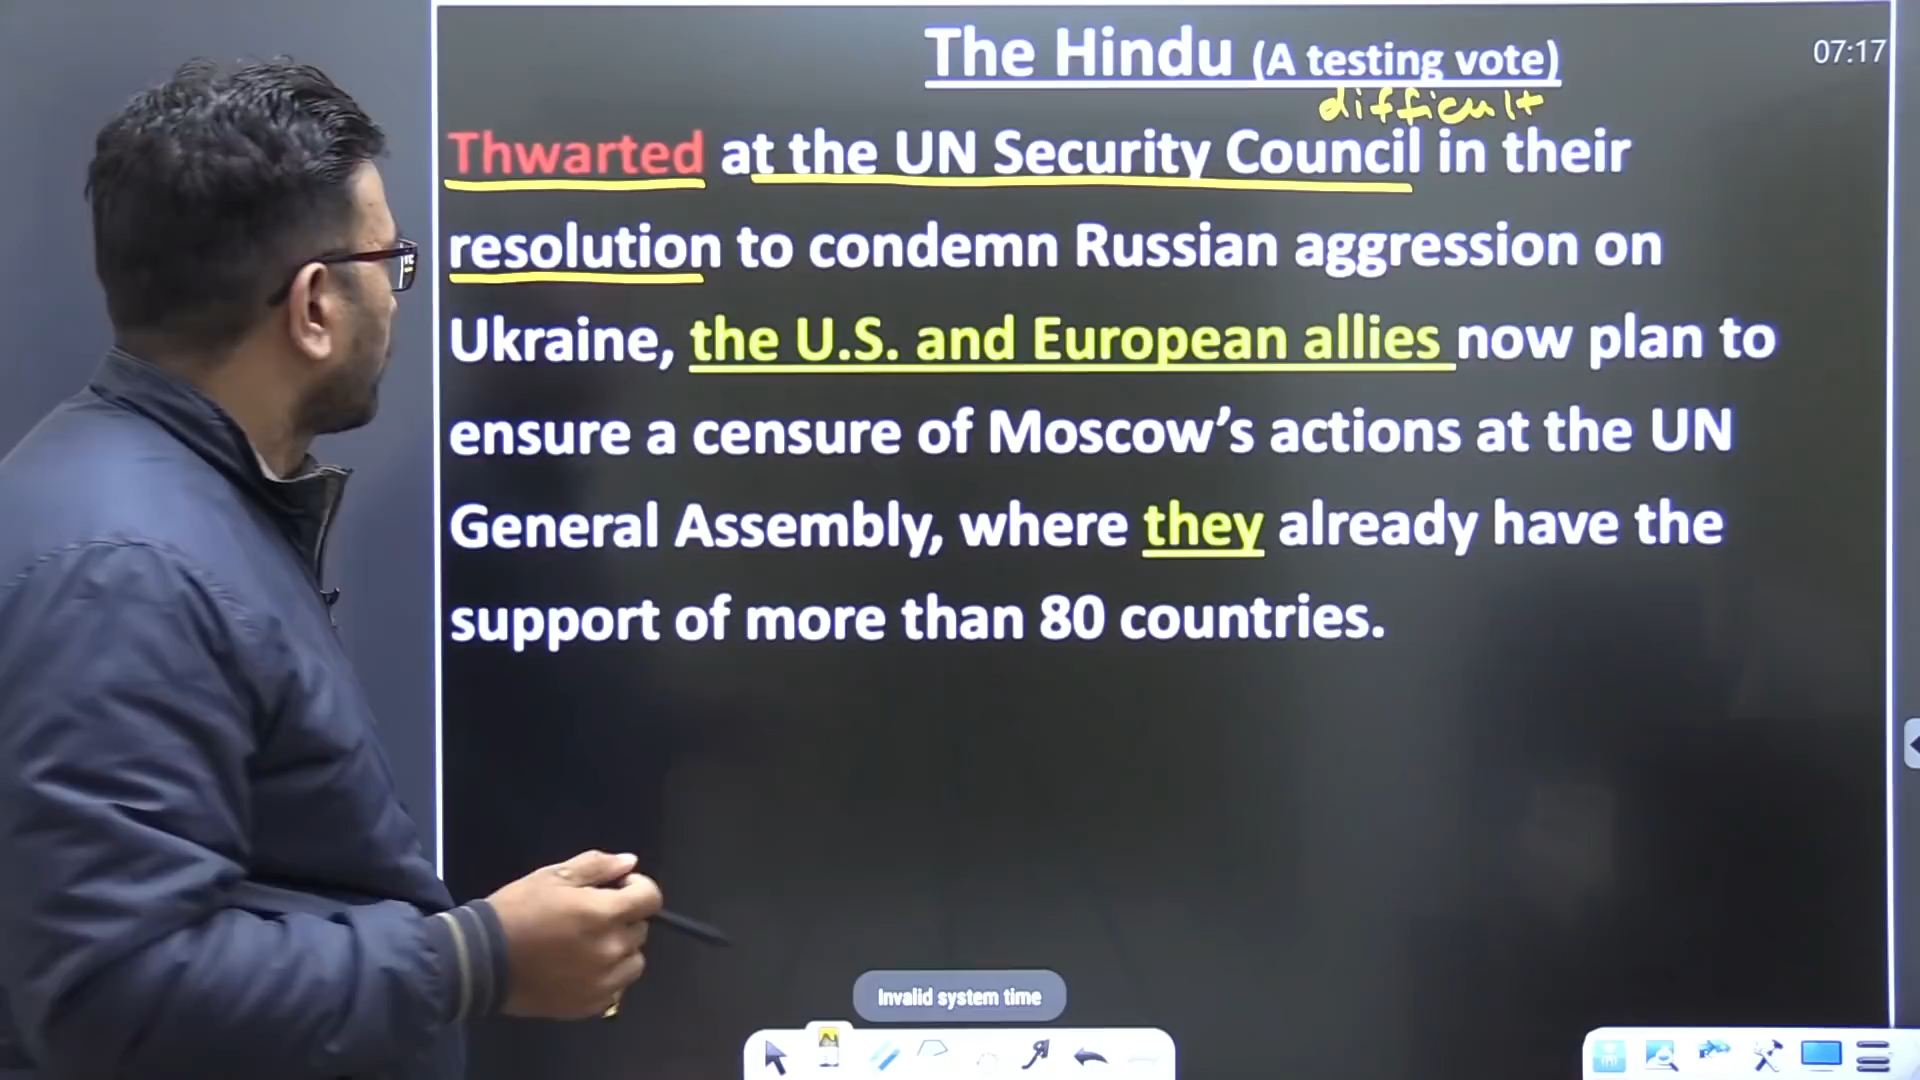 The Hindu (A testing vote)
07:17
difficult
Thwarted at the UN Security Council in their
resolution to condemn Russian aggression on
Ukraine, the U.S. and European allies now plan to
ensure a censure of Moscow’s actions at the UN
General Assembly, where they already have the
support of more than 80 countries.
Invalid system time